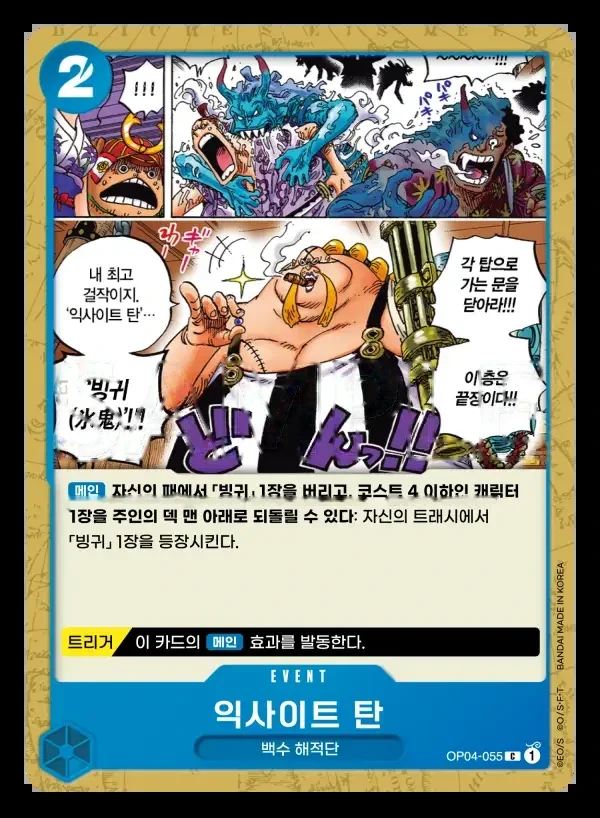 2
!!!
XXXXX...!!!
내 최고
걸작이지.
'익사이트 탄'…
각 탑으로
가는 문을
닫아라!!!
'빙귀
(氷鬼)'!!
이 층은
끝장이다!!
どん っ!!
메인 자신의 패에서 「빙귀」 1장을 버리고, 코스트 4 이하인 캐릭터
1장을 주인의 덱 맨 아래로 되돌릴 수 있다: 자신의 트래시에서
「빙귀」 1장을 등장시킨다.
트리거 이 카드의 메인 효과를 발동한다.
EVENT
익사이트 탄
백수 해적단
OP04-055 C 1
©EO/S ©O/S·F·T BANDAI MADE IN KOREA